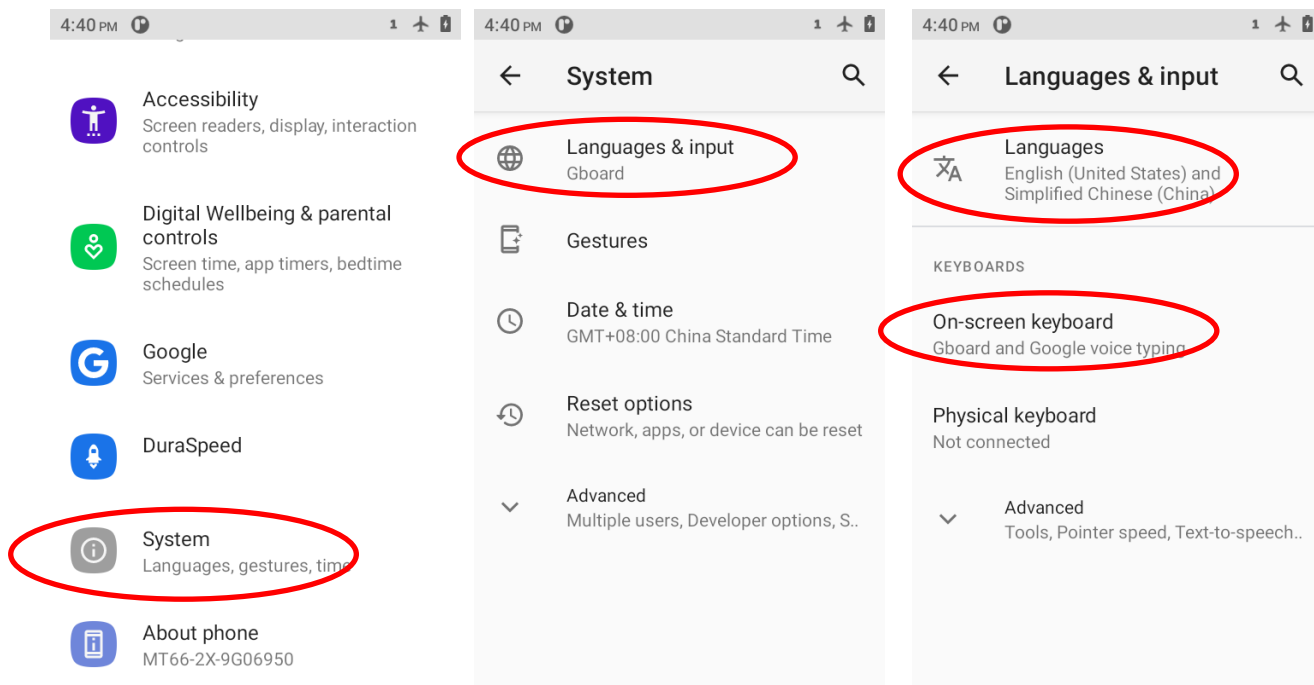 4:40 PM
1
Accessibility
Screen readers, display, interaction
controls
Digital Wellbeing & parental
controls
Screen time, app timers, bedtime
schedules
Google
Services & preferences
DuraSpeed
System
Languages, gestures, time
About phone
MT66-2X-9G06950
4:40 PM
1
System
Languages & input
Gboard
Gestures
Date & time
GMT+08:00 China Standard Time
Reset options
Network, apps, or device can be reset
Advanced
Multiple users, Developer options, S..
4:40 PM
1
Languages & input
Languages
English (United States) and
Simplified Chinese (China)
KEYBOARDS
On-screen keyboard
Gboard and Google voice typing
Physical keyboard
Not connected
Advanced
Tools, Pointer speed, Text-to-speech..